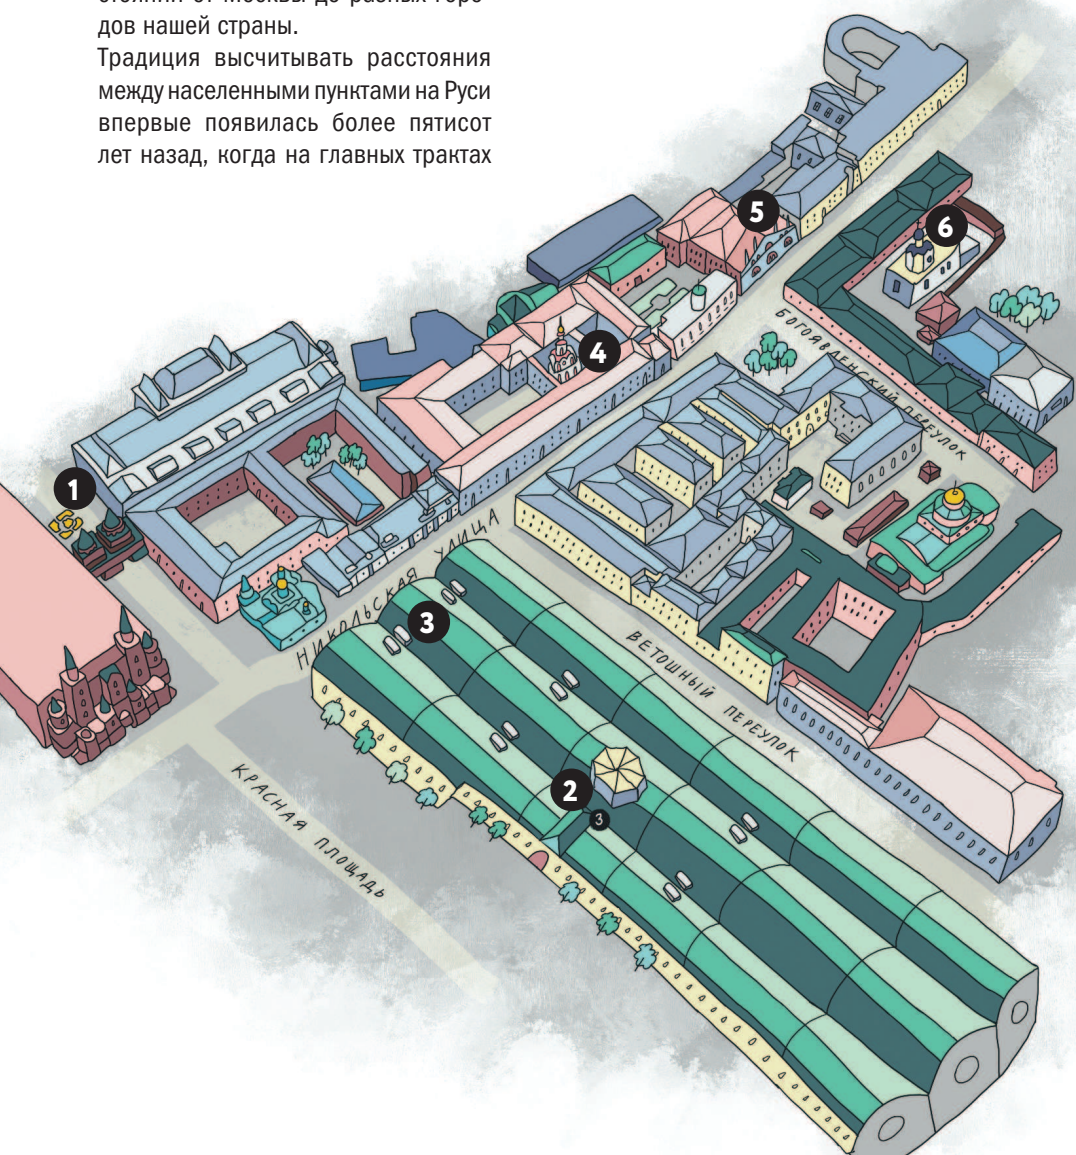 стояний от Москвы до разных горо-
дов нашей страны.
Традиция высчитывать расстояния
между населенными пунктами на Руси
впервые появилась более пятисот
лет назад, когда на главных трактах
5
6
4
БОГОЯВЛЕНСКИЙ ПЕРЕУЛОК
1
НИКОЛЬСКАЯ УЛИЦА
3
ВЕТОШНЫЙ ПЕРЕУЛОК
2
3
КРАСНАЯ ПЛОЩАДЬ